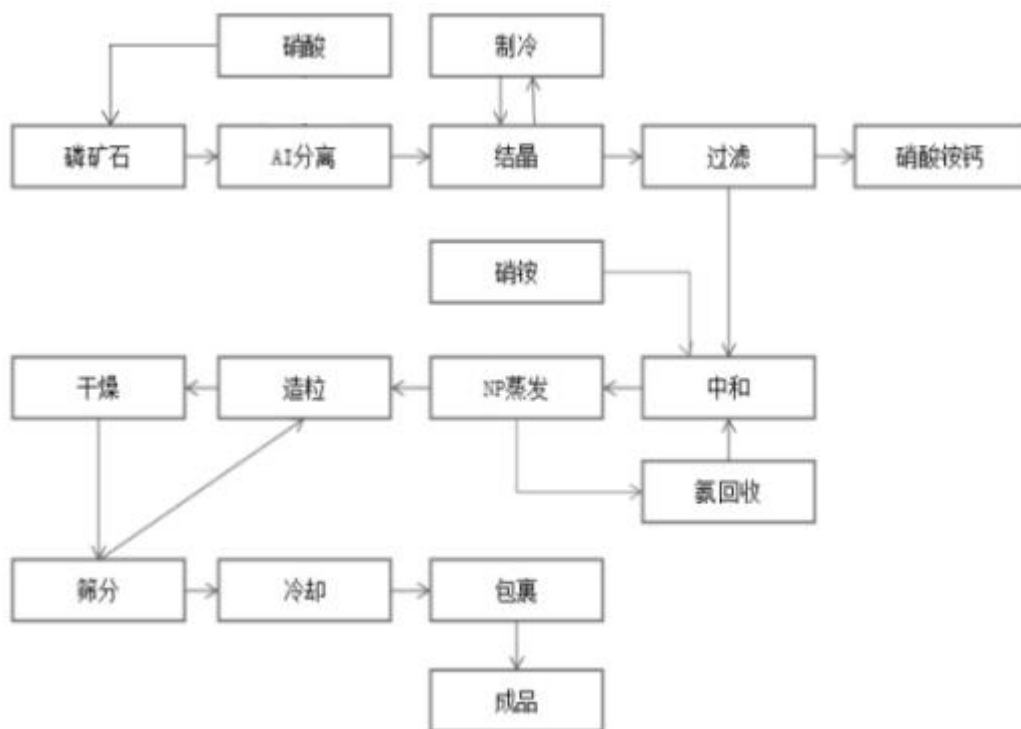 硝酸
制冷
磷矿石
AI分离
结晶
过滤
硝酸铵钙
硝铵
干燥
造粒
NP蒸发
中和
氨回收
筛分
冷却
包裹
成品